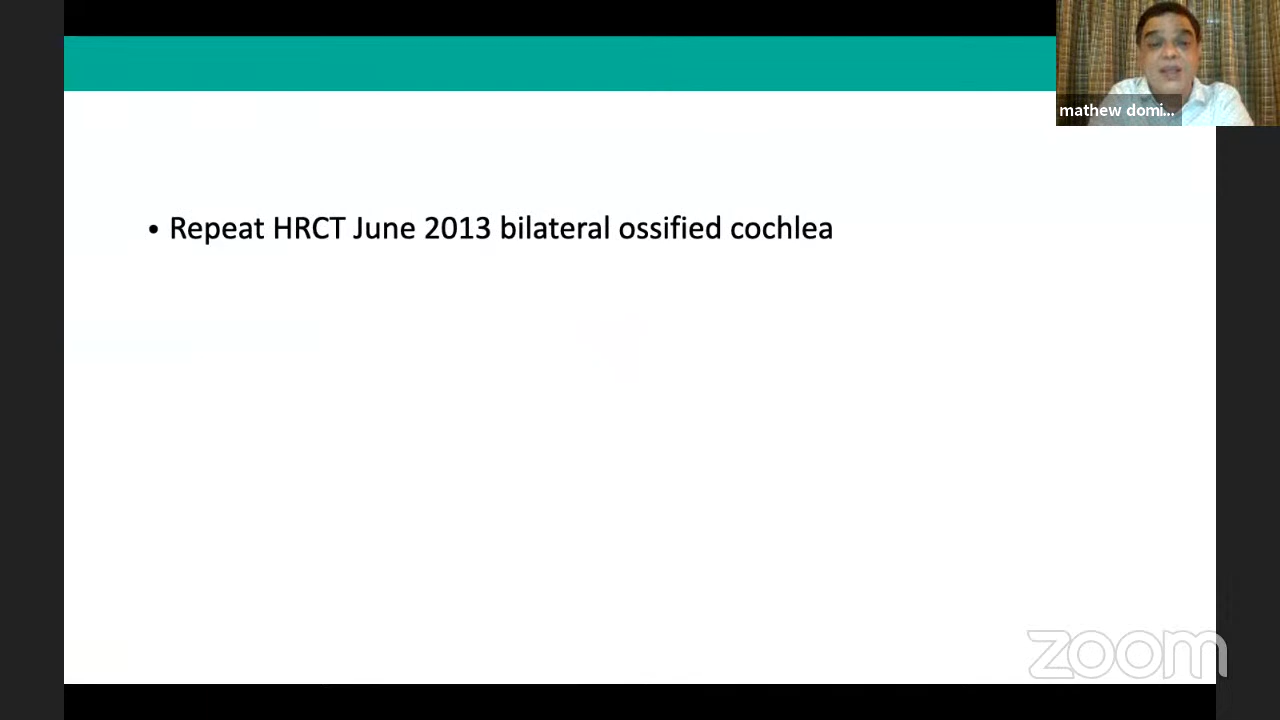 mathew domi...
• Repeat HRCT June 2013 bilateral ossified cochlea
zoom